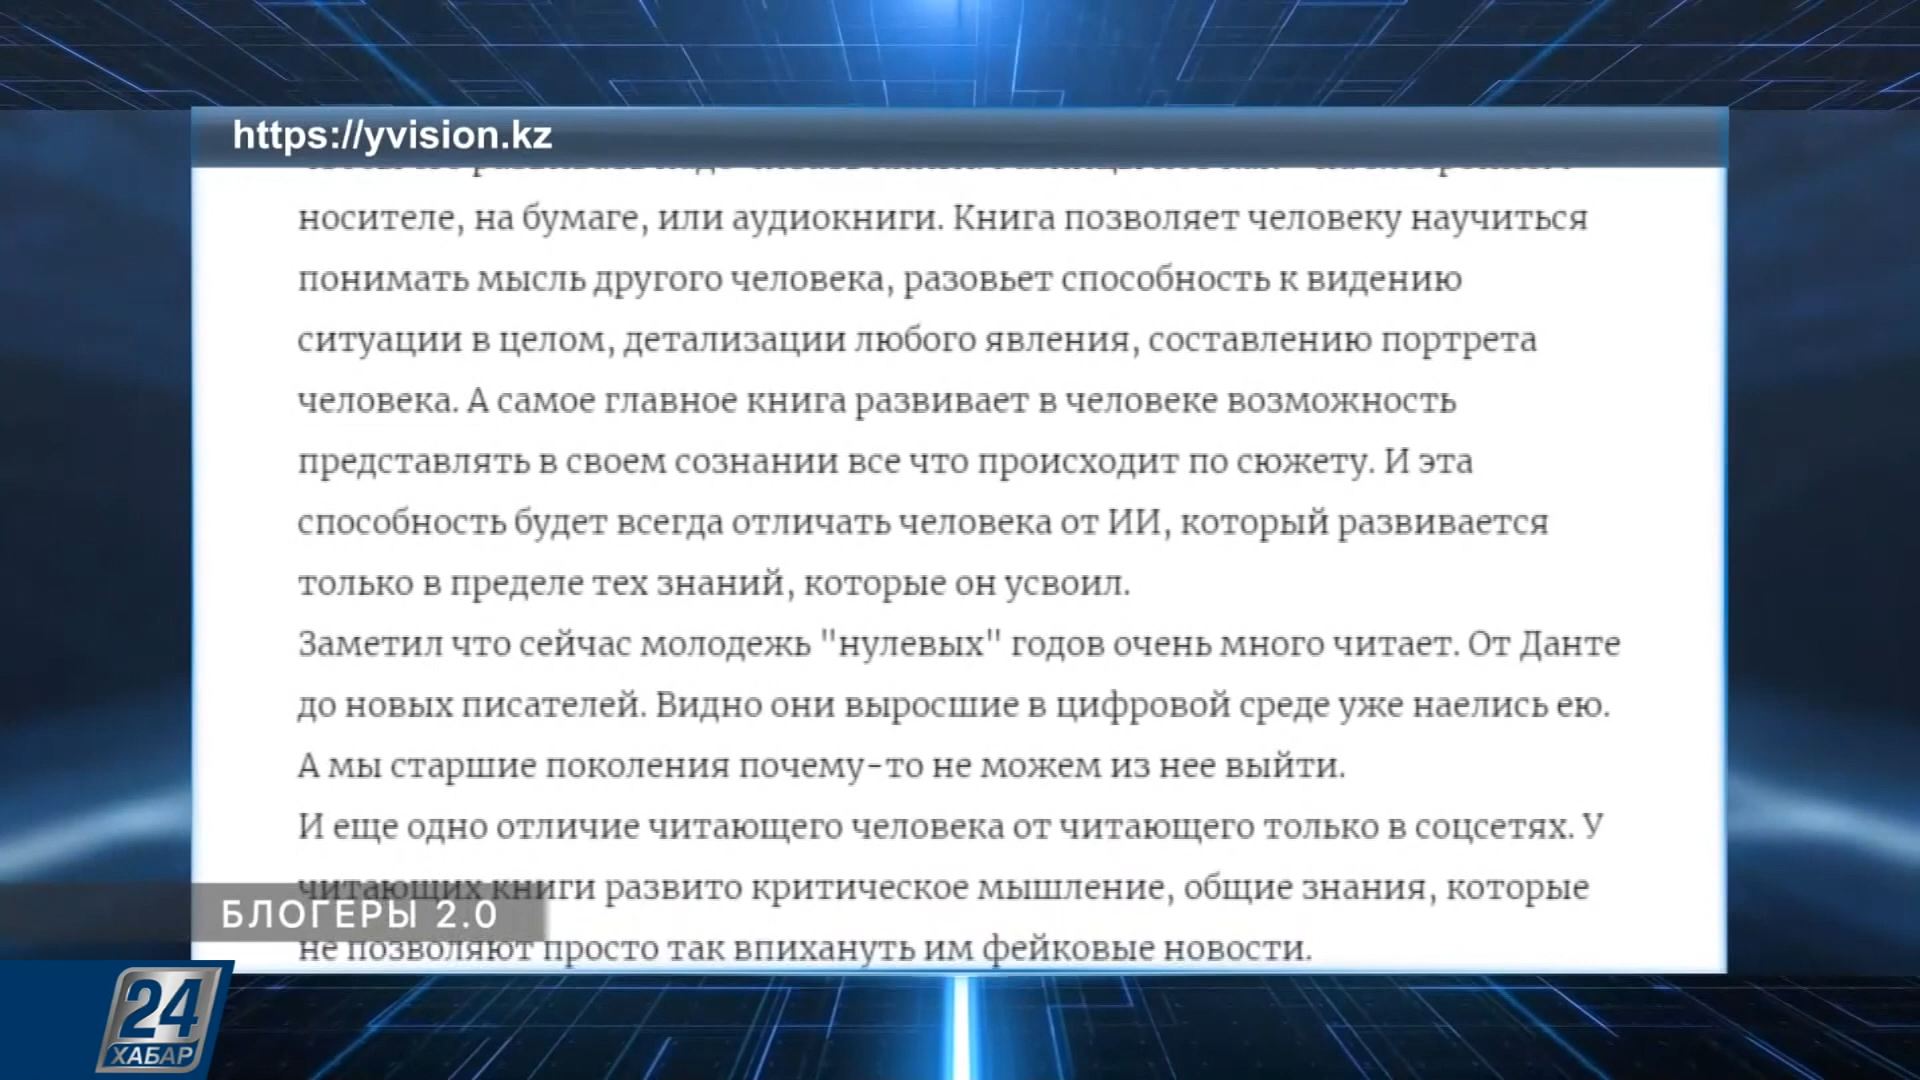 https://yvision.kz
носителе, на бумаге, или аудиокниги. Книга позволяет человеку научиться
понимать мысль другого человека, разовьет способность к видению
ситуации в целом, детализации любого явления, составлению портрета
человека. А самое главное книга развивает в человеке возможность
представлять в своем сознании все что происходит по сюжету. И эта
способность будет всегда отличать человека от ИИ, который развивается
только в пределе тех знаний, которые он усвоил.
Заметил что сейчас молодежь "нулевых" годов очень много читает. От Данте
до новых писателей. Видно они выросшие в цифровой среде уже наелись ею.
А мы старшие поколения почему-то не можем из нее выйти.
И еще одно отличие читающего человека от читающего только в соцсетях. У
читающих книги развито критическое мышление, общие знания, которые
не позволяют просто так впихануть им фейковые новости.
БЛОГЕРЫ 2.0
24
ХАБАР